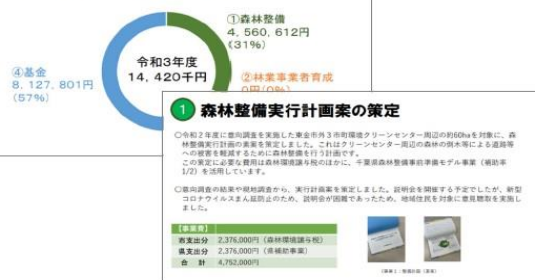 ①森林整備
4,560,612円
(31%)
令和3年度
14,420千円
④基金
8,127,801円
(57%)
②林業事業者育成
0円(0%)
1 森林整備実行計画案の策定
○令和2年度に意向調査を実施した東金市外3市町環境クリーンセンター周辺の約60haを対象に、森
林整備実行計画の素案を策定しました。これはクリーンセンター周辺の森林の倒木等による道路等
への被害を軽減するために森林整備を行う計画です。
この策定に必要な費用は森林環境譲与税のほかに、千葉県森林整備事前準備モデル事業(補助率
1/2)を活用しています。
○意向調査の結果や現地調査から、実行計画案を策定しました。説明会を開催する予定でしたが、新型
コロナウイルスまん延防止のため、説明会が困難であったため、地域住民を対象に意見聴取を実施し
ました。
【事業費】
市支出分 2,376,000円(森林環境譲与税)
県支出分 2,376,000円(県補助事業)
合 計 4,752,000円